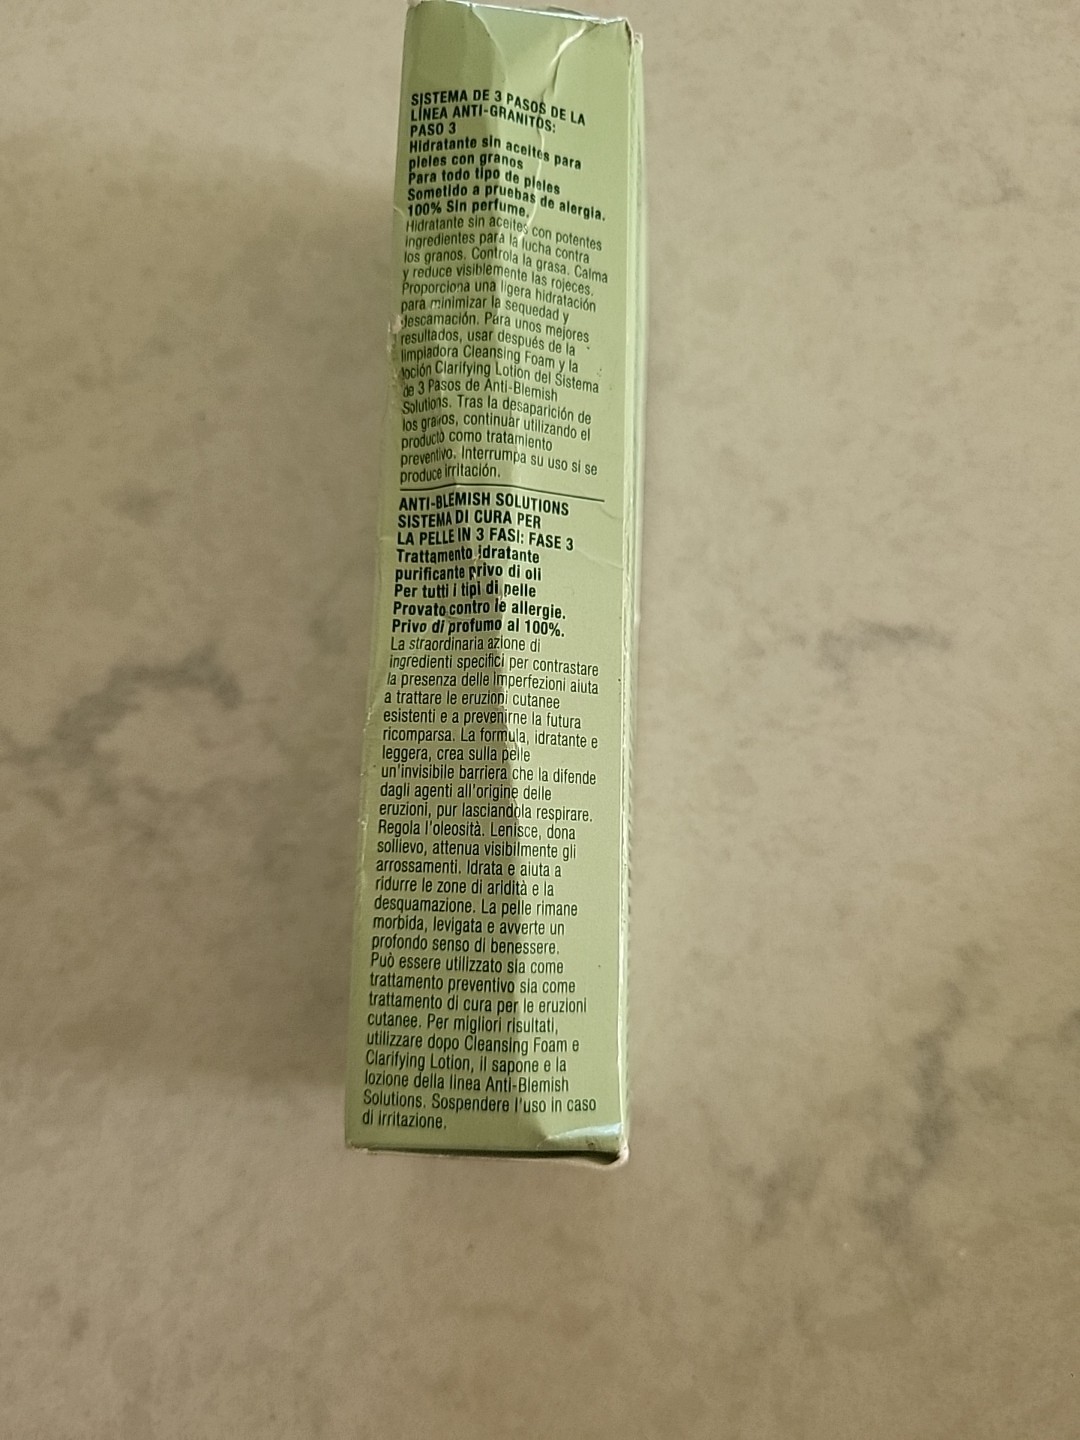 SISTEMA DE 3 PASOS DE LA
LÍNEA ANTI-GRANITOS:
PASO 3
Hidratante sin aceites para
pieles con granos
Para todo tipo de pieles
Sometido a pruebas de alergia.
100% Sin perfume.
Hidratante sin aceites con potentes
ingredientes para la lucha contra
los granos. Controla la grasa. Calma
y reduce visiblemente las rojeces.
Proporciona una ligera hidratación
para minimizar la sequedad y
descamación. Para unos mejores
resultados, usar después de la
limpiadora Cleansing Foam y la
loción Clarifying Lotion del Sistema
de 3 Pasos de Anti-Blemish
Solutions. Tras la desaparición de
los granos, continuar utilizando el
producto como tratamiento
preventivo. Interrumpa su uso si se
produce irritación.
ANTI-BLEMISH SOLUTIONS
SISTEMA DI CURA PER
LA PELLE IN 3 FASI: FASE 3
Trattamento idratante
purificante privo di oli
Per tutti i tipi di pelle
Provato contro le allergie.
Privo di profumo al 100%.
La straordinaria azione di
ingredienti specifici per contrastare
la presenza delle imperfezioni aiuta
a trattare le eruzioni cutanee
esistenti e a prevenirne la futura
ricomparsa. La formula, idratante e
leggera, crea sulla pelle
un'invisibile barriera che la difende
dagli agenti all'origine delle
eruzioni, pur lasciandola respirare.
Regola l'oleosità. Lenisce, dona
sollievo, attenua visibilmente gli
arrossamenti. Idrata e aiuta a
ridurre le zone di aridità e la
desquamazione. La pelle rimane
morbida, levigata e avverte un
profondo senso di benessere.
Può essere utilizzato sia come
trattamento preventivo sia come
trattamento di cura per le eruzioni
cutanee. Per migliori risultati,
utilizzare dopo Cleansing Foam e
Clarifying Lotion, il sapone e la
lozione della linea Anti-Blemish
Solutions. Sospendere l'uso in caso
di irritazione.